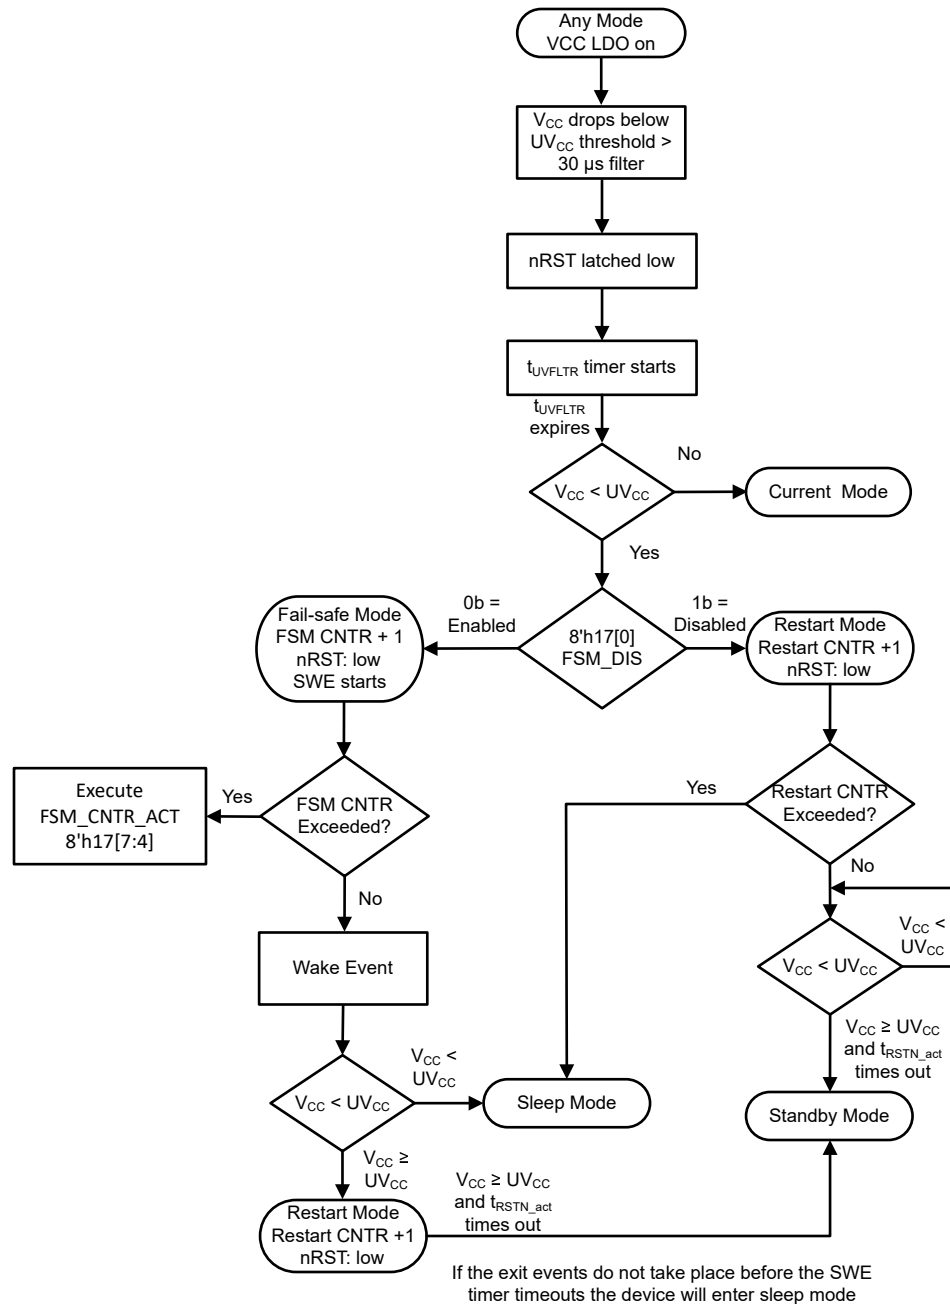 Any Mode
VCC LDO on
VCC drops below
UVCC threshold >
30 µs filter
nRST latched low
tUVFLTR timer starts
tUVFLTR
expires
No
VCC < UVCC
Current Mode
Yes
0b =
Enabled
1b =
Disabled
Fail-safe Mode
FSM CNTR + 1
nRST: low
SWE starts
8'h17[0]
FSM_DIS
Restart Mode
Restart CNTR +1
nRST: low
Execute
FSM_CNTR_ACT
8'h17[7:4]
Yes
FSM CNTR
Exceeded?
Yes
Restart CNTR
Exceeded?
No
No
Wake Event
VCC < UVCC
VCC <
UVCC
VCC ≥ UVCC
and tRSTN_act
times out
VCC < UVCC
VCC <
UVCC
Sleep Mode
Standby Mode
VCC ≥
UVCC
VCC ≥ UVCC
and tRSTN_act
times out
Restart Mode
Restart CNTR +1
nRST: low
If the exit events do not take place before the SWE
timer timeouts the device will enter sleep mode